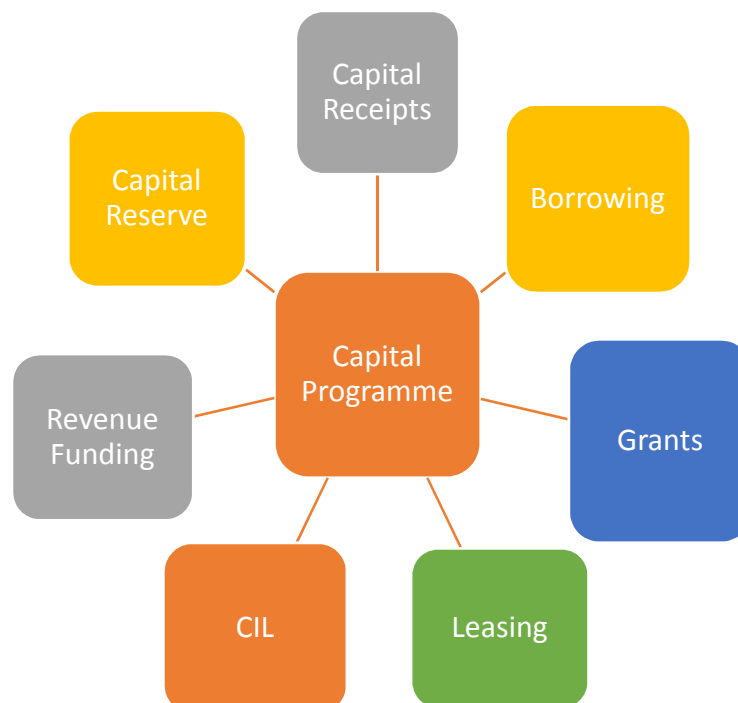 Capital
Receipts
Capital
Reserve
Borrowing
Capital
Programme
Revenue
Funding
Grants
CIL
Leasing